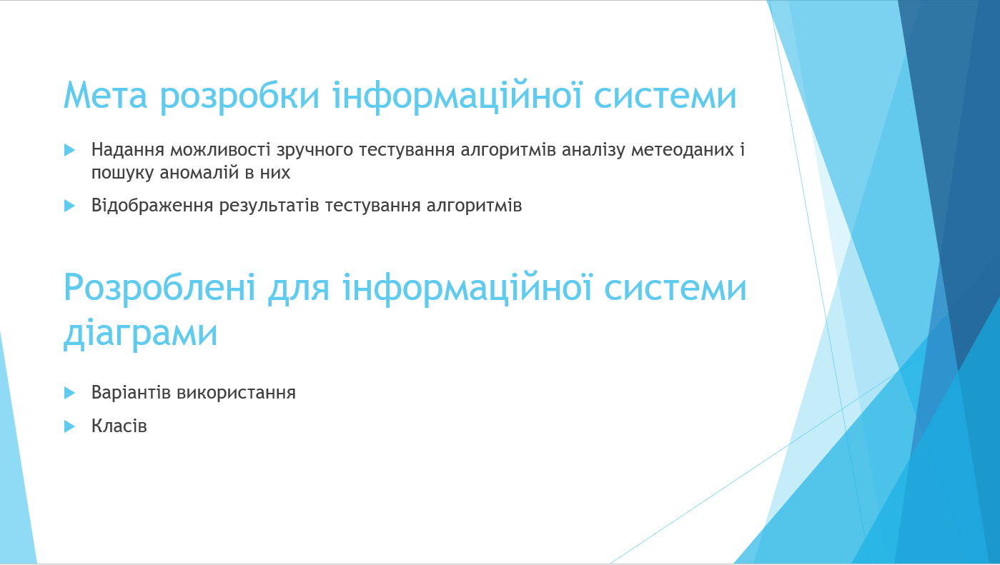 Мета розробки інформаційної системи
Надання можливості зручного тестування алгоритмів аналізу метеоданих і
пошуку аномалій в них
Відображення результатів тестування алгоритмів
Розроблені для інформаційної системи
діаграми
Варіантів використання
Класів